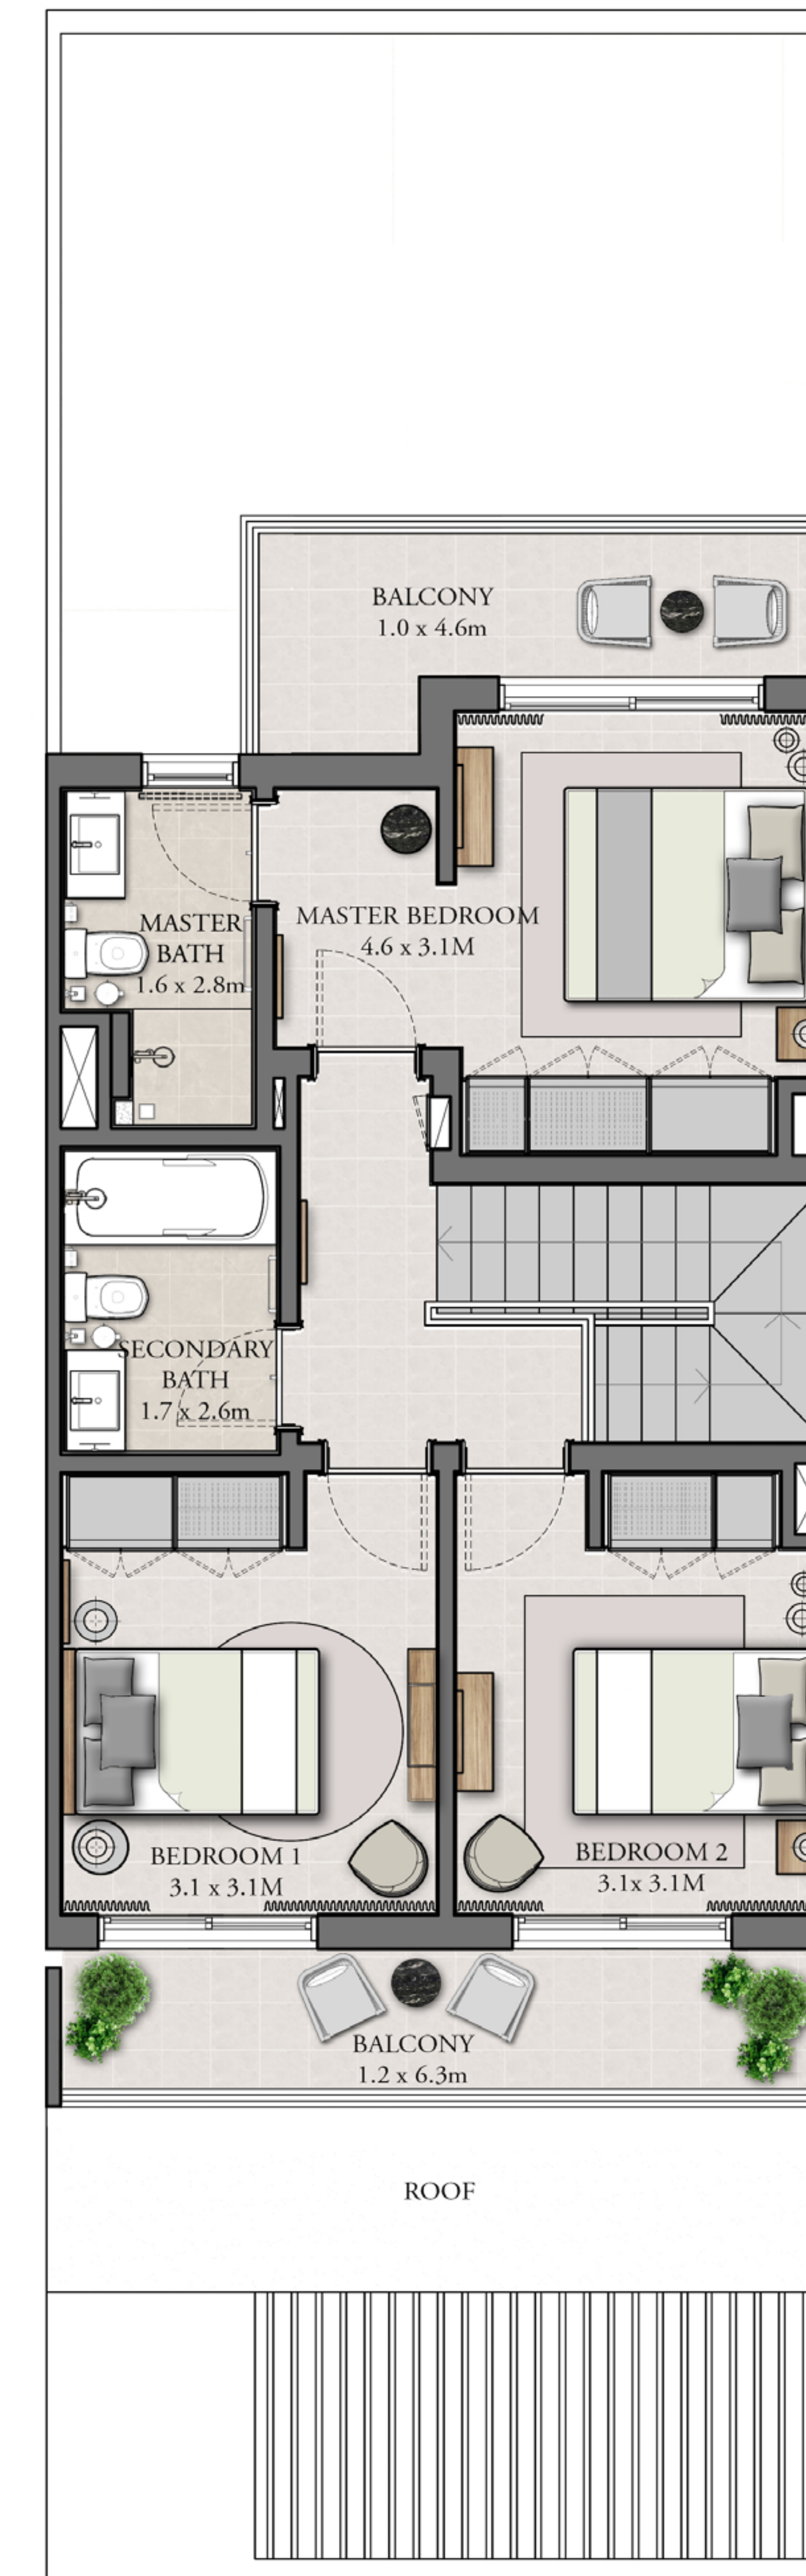 BALCONY
1.0 x 4.6m
MASTER BEDROOM
4.6 x 3.1M
MASTER
BATH
1.6 x 2.8m
SECONDARY
BATH
1.7 x 2.6m
BEDROOM 1
3.1 x 3.1M
BEDROOM 2
3.1x 3.1M
BALCONY
1.2 x 6.3m
ROOF